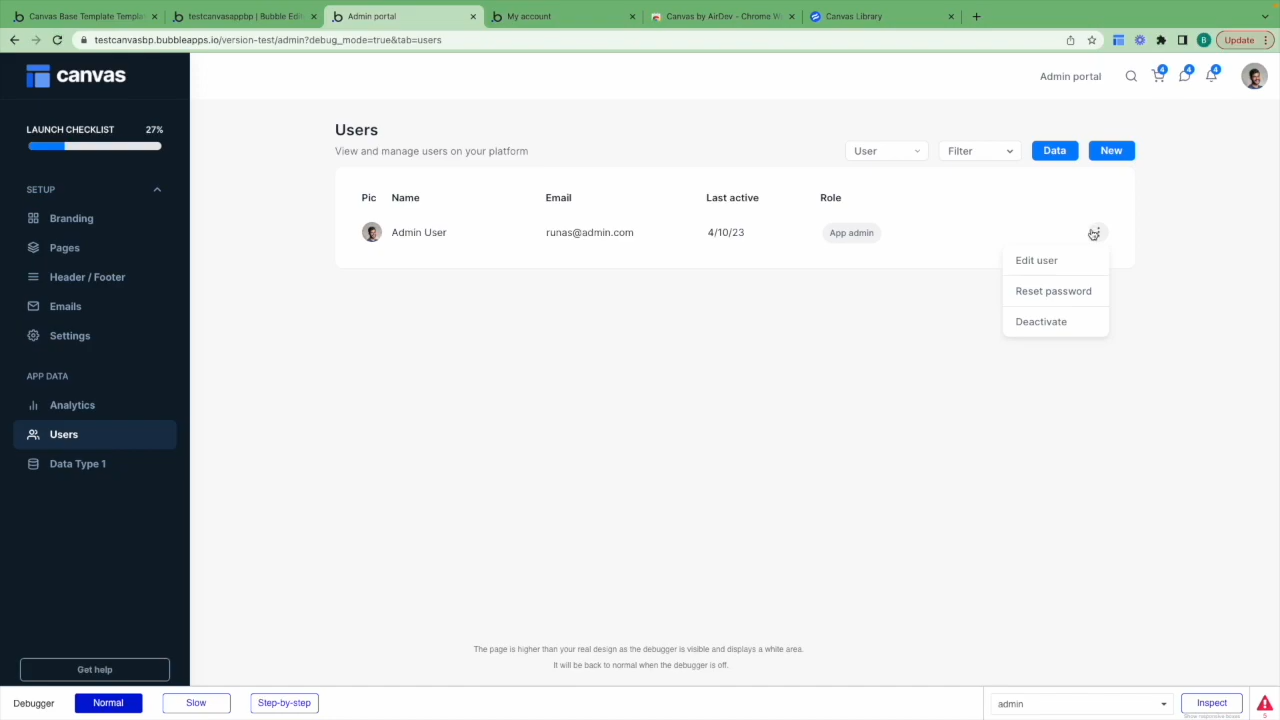 Canvas Base Template Templat
testcanvasappbp | Bubble Edit
Admin portal
My account
Canvas by AirDev - Chrome W
Canvas Library
testcanvasbp.bubbleapps.io/version-test/admin?debug_mode=true&tab=users
B
Update
canvas
Admin portal
4
4
4
LAUNCH CHECKLIST 27%
SETUP
Branding
Pages
Header / Footer
Emails
Settings
APP DATA
Analytics
Users
Data Type 1
Get help
Users
View and manage users on your platform
User
Filter
Data
New
Pic Name Email Last active Role
Admin User runas@admin.com 4/10/23 App admin
Edit user
Reset password
Deactivate
The page is higher than your real design as the debugger is visible and displays a white area.
It will be back to normal when the debugger is off.
Debugger Normal Slow Step-by-step admin Inspect
5